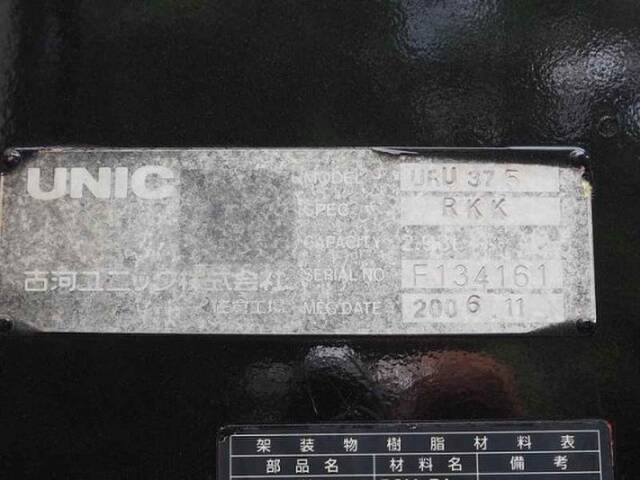 UNIC
MODEL URU 375
SPEC RKK
CAPACITY
古河ユニック株式会社
SERIAL NO F134161
MFG.DATE 2006.11
架装物樹脂材料表
部品名 材料名 備考